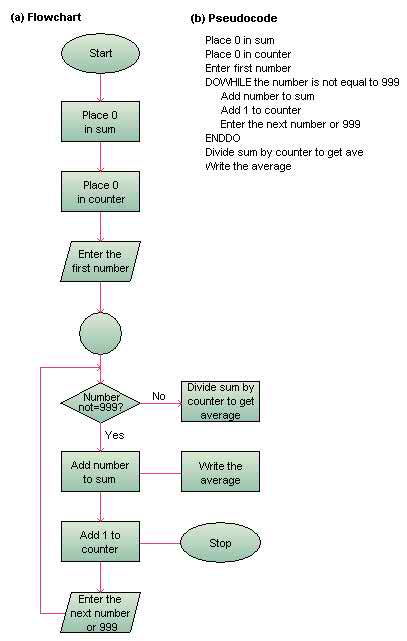 (a) Flowchart
Start
Place 0
in sum
Place 0
in counter
Enter the
first number
Number
not=999?
No
Divide sum by
counter to get
average
Yes
Add number
to sum
Write the
average
Add 1 to
counter
Stop
Enter the
next number
or 999
(b) Pseudocode
Place 0 in sum
Place 0 in counter
Enter first number
DOWHILE the number is not equal to 999
Add number to sum
Add 1 to counter
Enter the next number or 999
ENDDO
Divide sum by counter to get ave
Write the average